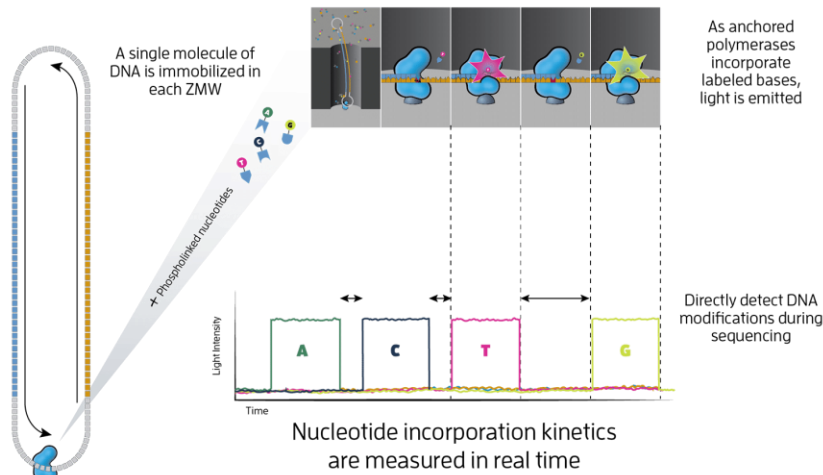 A single molecule of
DNA is immobilized in
each ZMW
As anchored
polymerases
incorporate
labeled bases,
light is emitted
T
G
T
G
A
G
C
T
+ Phospholinked nucleotides
Light Intensity
A
C
T
G
Time
Directly detect DNA
modifications during
sequencing
Nucleotide incorporation kinetics
are measured in real time